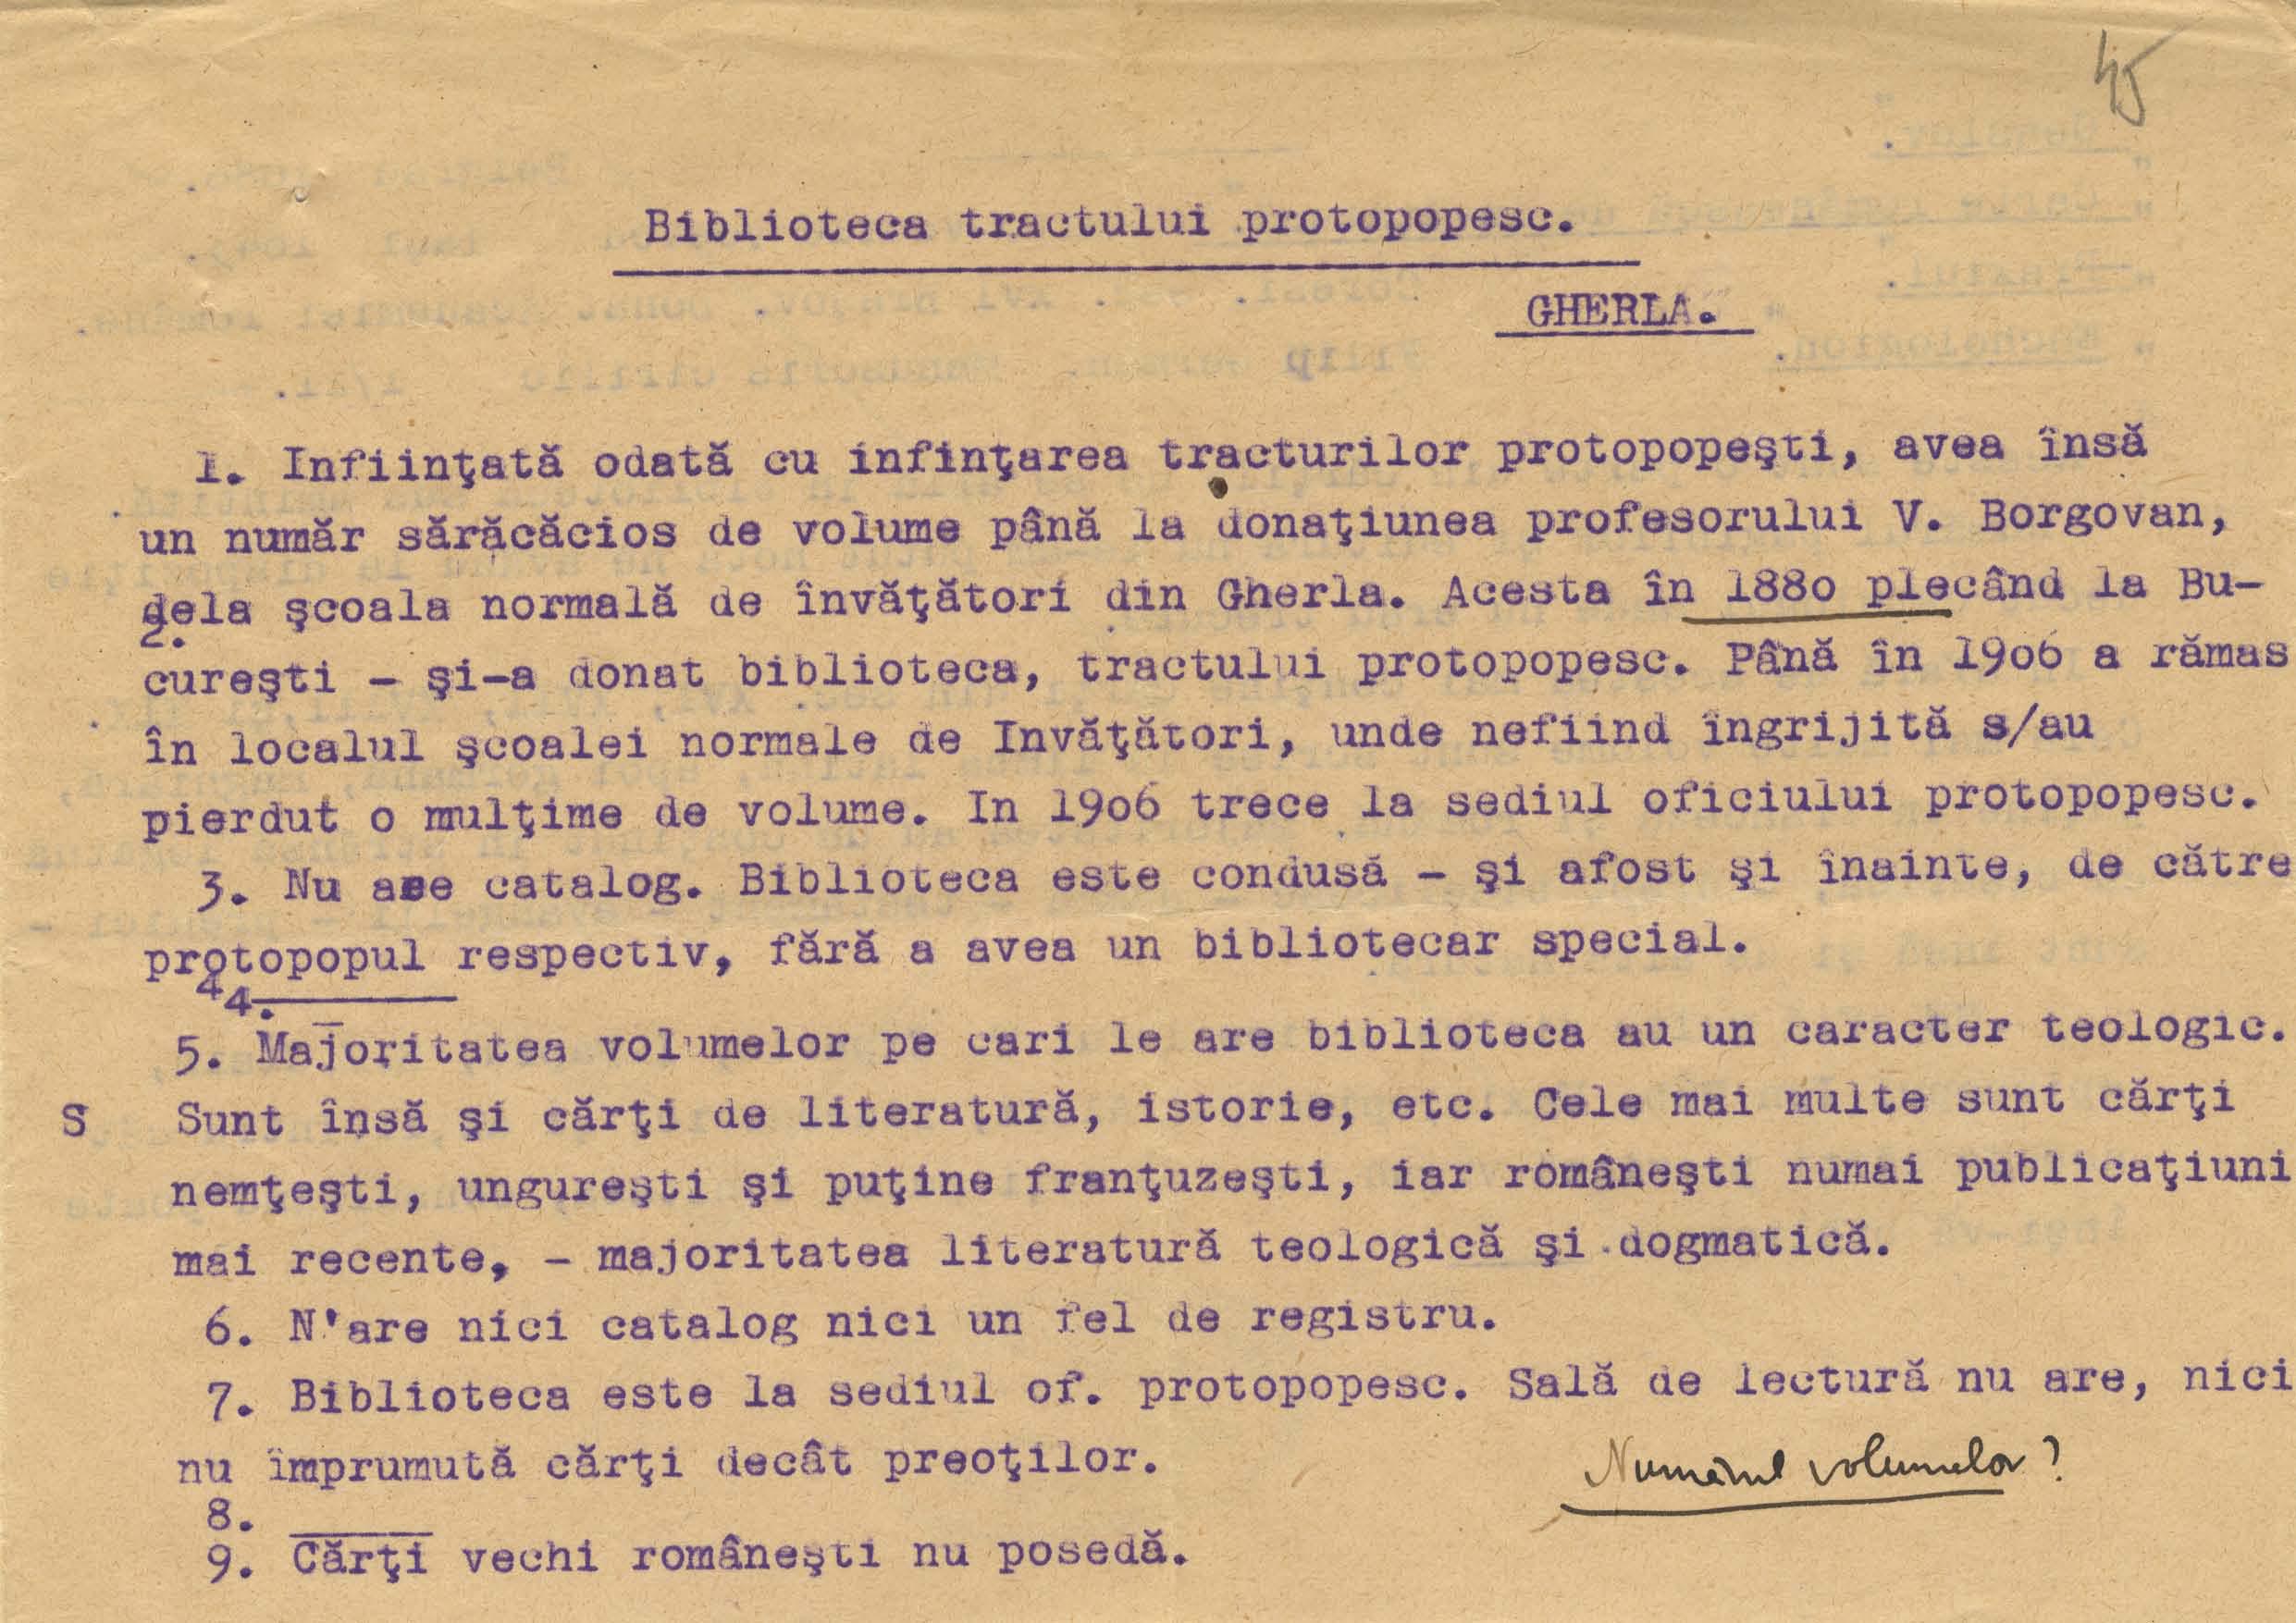 45
Biblioteca tractului protopopesc.
GHERLA.
1. Infiinţată odată cu infinţarea tracturilor protopopeşti, avea însă
un număr sărăcăcios de volume până la donaţiunea profesorului V. Borgovan,
dela şcoala normală de învăţători din Gherla. Acesta în 1880 plecând la Bu-
2.
cureşti - şi-a donat biblioteca, tractului protopopesc. Până în 1906 a rămas
în localul şcoalei normale de Invăţători, unde nefiind îngrijită s/au
pierdut o mulţime de volume. In 1906 trece la sediul oficiului protopopesc.
3. Nu are catalog. Biblioteca este condusă - şi afost şi înainte, de către
protopopul respectiv, fără a avea un bibliotecar special.
4 4.
5. Majoritatea volumelor pe cari le are biblioteca au un caracter teologic.
S Sunt însă şi cărţi de literatură, istorie, etc. Cele mai multe sunt cărţi
nemţeşti, ungureşti şi puţine franţuzeşti, iar româneşti numai publicaţiuni
mai recente, - majoritatea literatură teologică şi dogmatică.
6. N'are nici catalog nici un fel de registru.
7. Biblioteca este la sediul of. protopopesc. Sală de lectură nu are, nici
nu împrumută cărţi decât preoţilor.
Numărul volumelor?
8.
9. Cărţi vechi româneşti nu posedă.